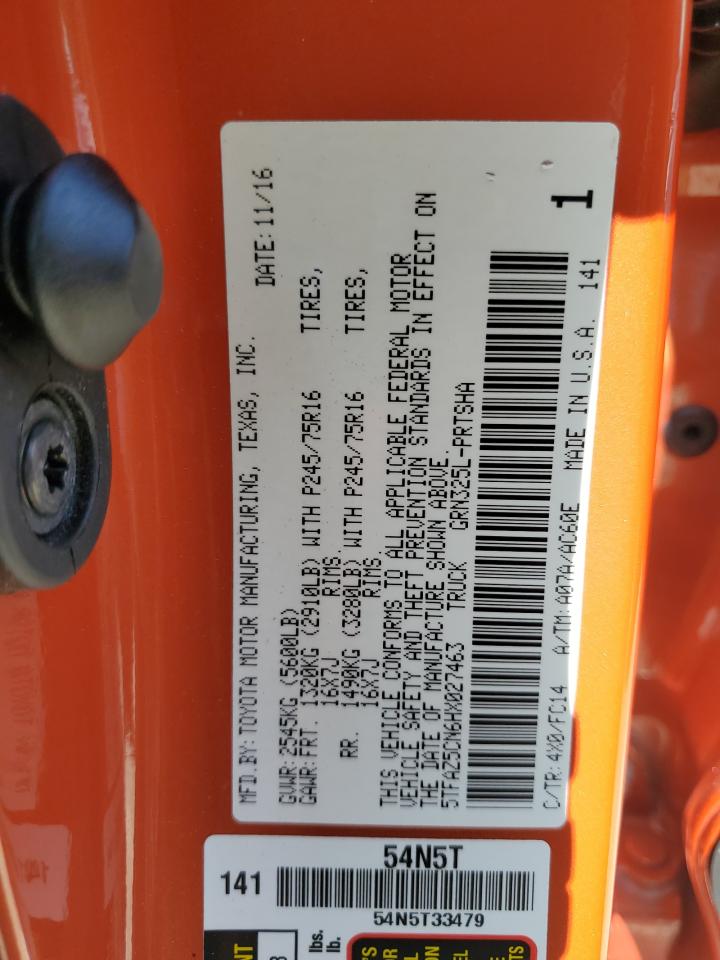 MFD.BY: TOYOTA MOTOR MANUFACTURING, TEXAS, INC.
DATE: 11/16
GVWR: 2545KG (5600LB)
GAWR: FRT. 1320KG (2910LB) WITH P245/75R16 TIRES,
16X7J RIMS.
RR. 1490KG (3280LB) WITH P245/75R16 TIRES,
16X7J RIMS
THIS VEHICLE CONFORMS TO ALL APPLICABLE FEDERAL MOTOR
VEHICLE SAFETY AND THEFT PREVENTION STANDARDS IN EFFECT ON
THE DATE OF MANUFACTURE SHOWN ABOVE.
5TFAZ5CN6HX027463 TRUCK GRN325L-PRTSHA
1
C/TR: 4X0/FC14 A/TM: A07A/AC60E MADE IN U.S.A. 141
54N5T
141
54N5T33479
lbs.
lb.